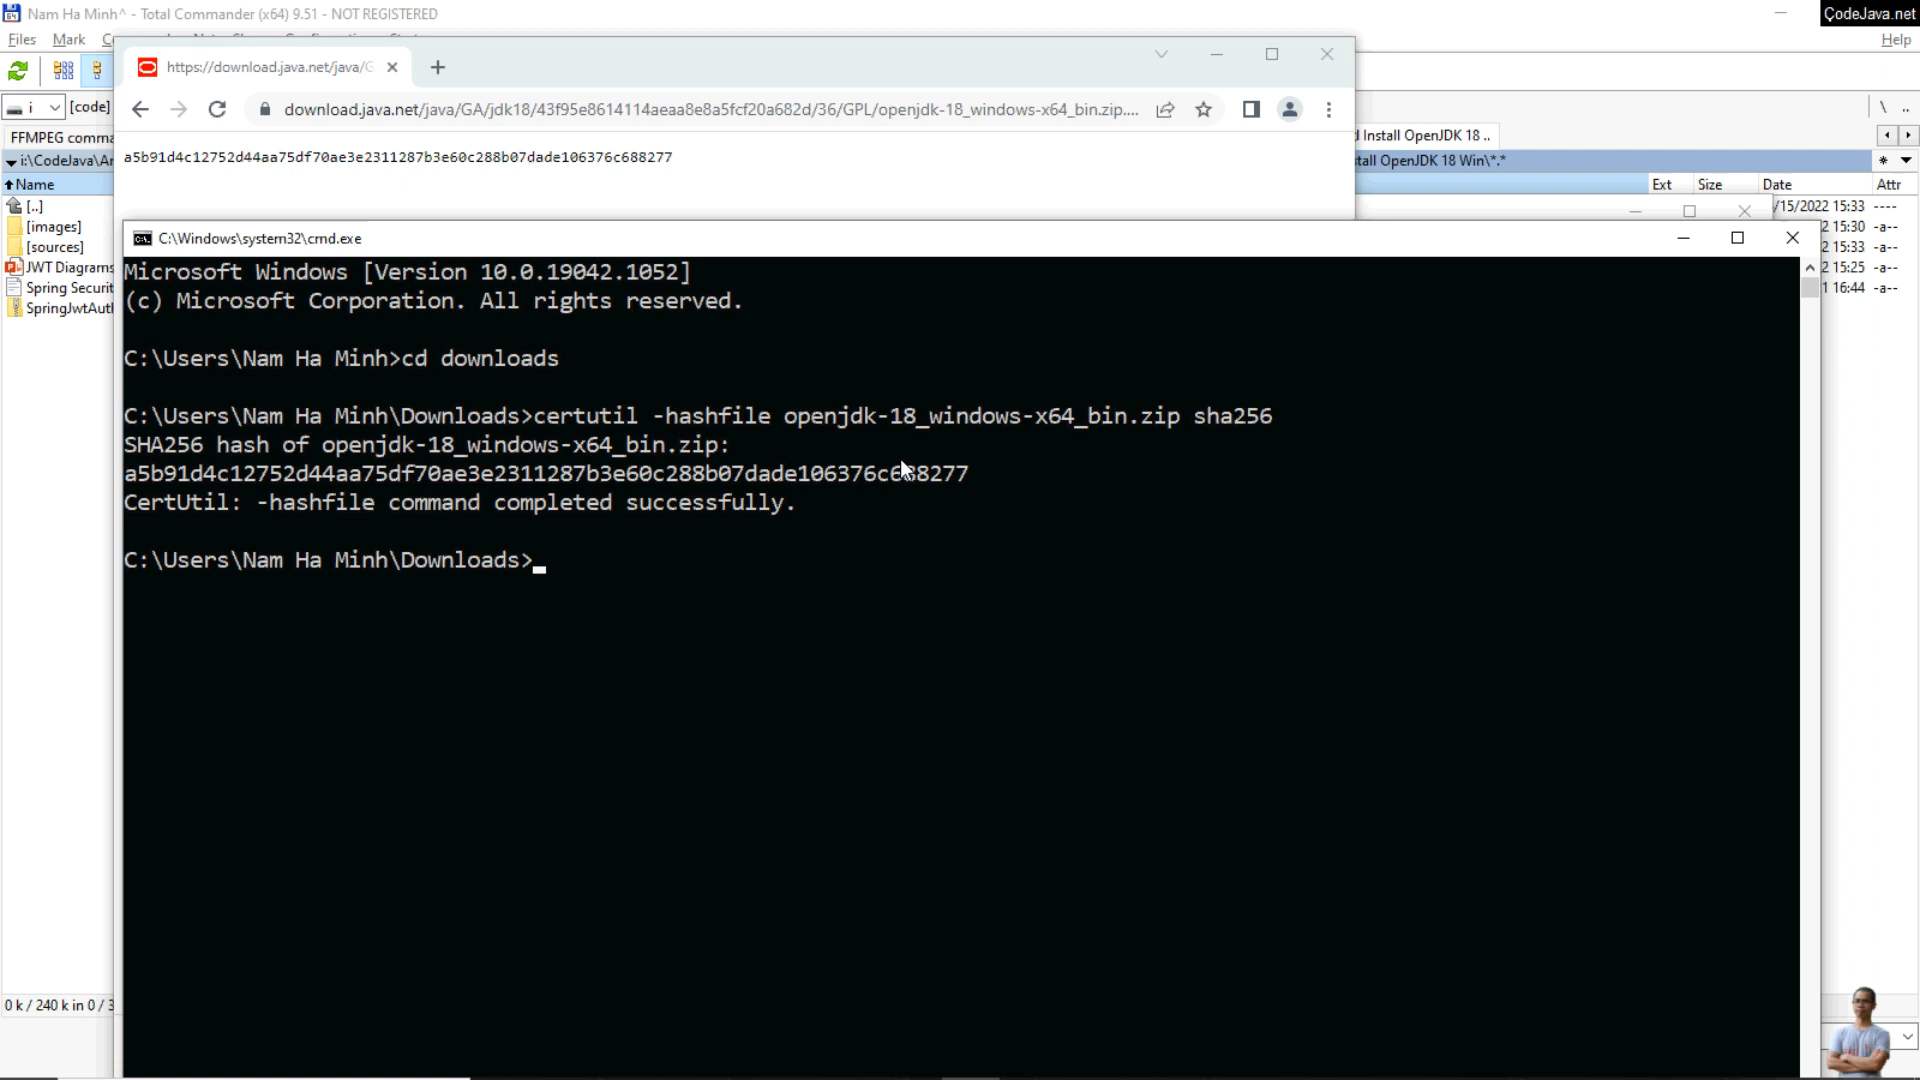 Nam Ha Minh^ - Total Commander (x64) 9.51 - NOT REGISTERED
CodeJava.net
Files Mark
Help
https://download.java.net/java/G
i [code]
download.java.net/java/GA/jdk18/43f95e8614114aeaa8e8a5fcf20a682d/36/GPL/openjdk-18_windows-x64_bin.zip....
\ ..
FFMPEG comma
Install OpenJDK 18 ..
i:\CodeJava\Ar
a5b91d4c12752d44aa75df70ae3e2311287b3e60c288b07dade106376c688277
tall OpenJDK 18 Win\*.*
* 
Name
Ext Size Date Attr
[..]
/15/2022 15:33 ----
[images]
2 15:30 -a--
C:\Windows\system32\cmd.exe
[sources]
2 15:33 -a--
JWT Diagrams
2 15:25 -a--
Spring Securit
1 16:44 -a--
SpringJwtAuth
Microsoft Windows [Version 10.0.19042.1052]
(c) Microsoft Corporation. All rights reserved.
C:\Users\Nam Ha Minh>cd downloads
C:\Users\Nam Ha Minh\Downloads>certutil -hashfile openjdk-18_windows-x64_bin.zip sha256
SHA256 hash of openjdk-18_windows-x64_bin.zip:
a5b91d4c12752d44aa75df70ae3e2311287b3e60c288b07dade106376c688277
CertUtil: -hashfile command completed successfully.
C:\Users\Nam Ha Minh\Downloads>
0 k / 240 k in 0 / 3